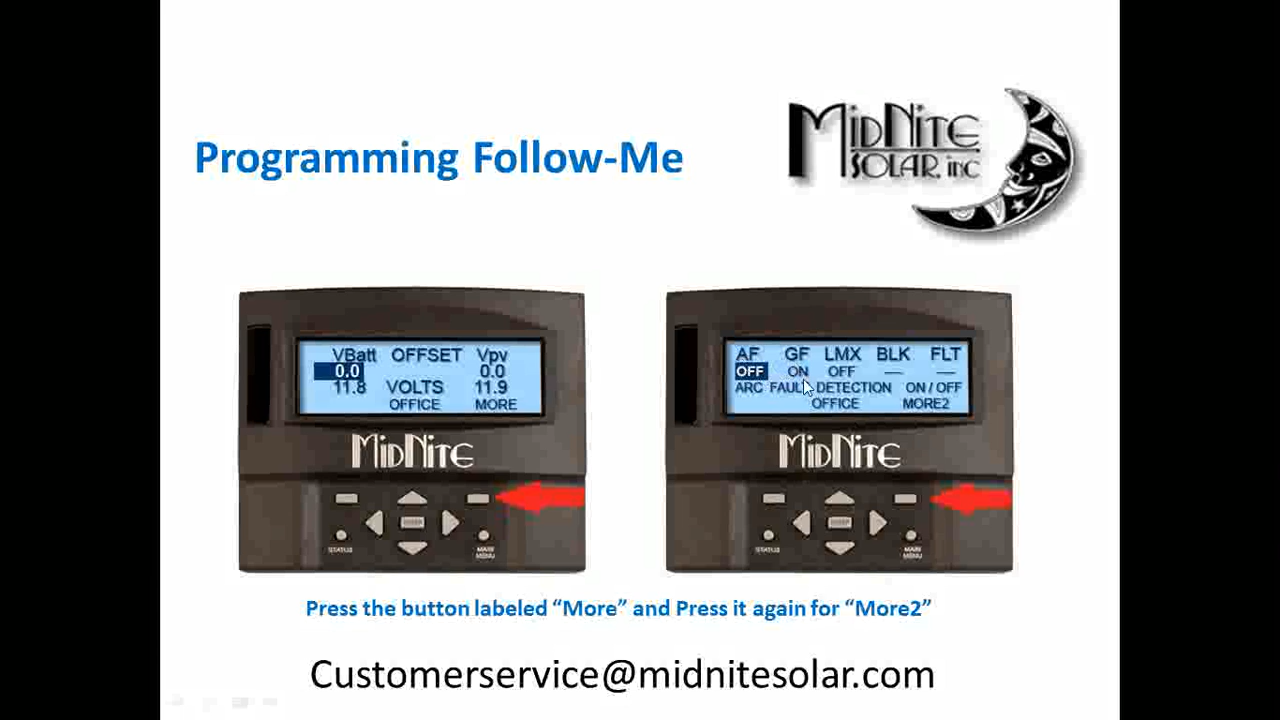 Programming Follow-Me
MIDNITE
SOLAR, INC
VBatt OFFSET Vpv
0.0 0.0
11.8 VOLTS 11.9
OFFICE MORE
MIDNITE
ENTER
STATUS
MAIN
MENU
AF GF LMX BLK FLT
OFF ON OFF — —
ARC FAULT DETECTION ON / OFF
OFFICE MORE2
MIDNITE
ENTER
STATUS
MAIN
MENU
Press the button labeled “More” and Press it again for “More2”
Customerservice@midnitesolar.com